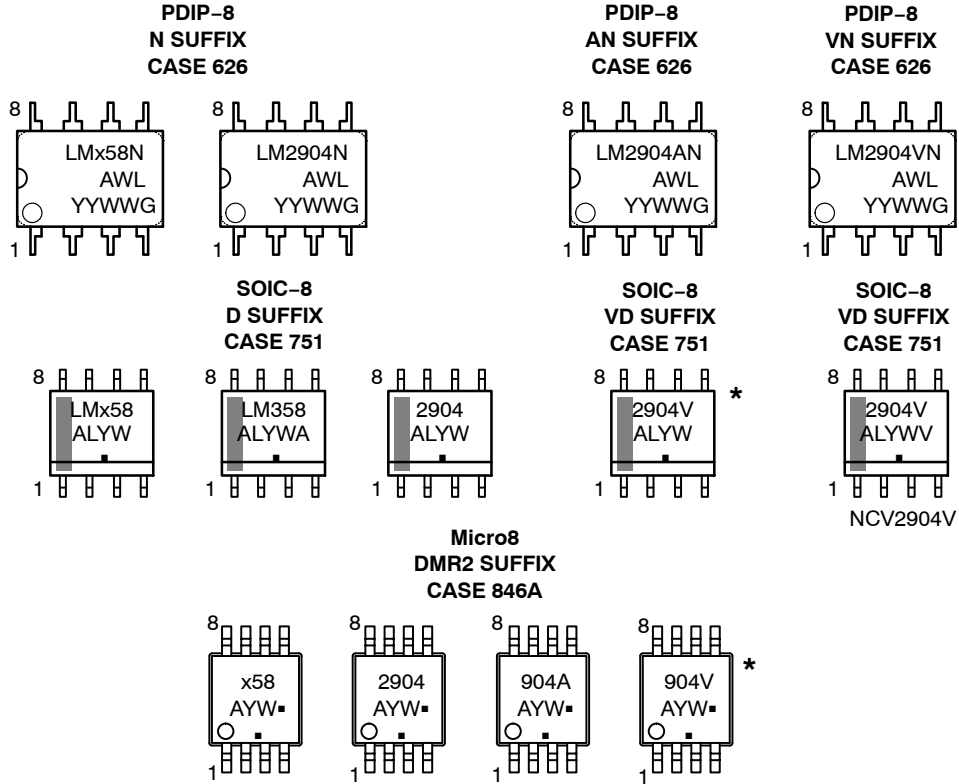 PDIP−8
N SUFFIX
CASE 626
PDIP−8
AN SUFFIX
CASE 626
PDIP−8
VN SUFFIX
CASE 626
8
LMx58N
AWL
YYWWG
1
8
LM2904N
AWL
YYWWG
1
8
LM2904AN
AWL
YYWWG
1
8
LM2904VN
AWL
YYWWG
1
SOIC−8
D SUFFIX
CASE 751
SOIC−8
VD SUFFIX
CASE 751
SOIC−8
VD SUFFIX
CASE 751
8
LMx58
ALYW
1
8
LM358
ALYWA
1
8
2904
ALYW
1
8
2904V
ALYW
1
*
8
2904V
ALYWV
1
NCV2904V
Micro8
DMR2 SUFFIX
CASE 846A
8
x58
AYW▪
▪
1
8
2904
AYW▪
▪
1
8
904A
AYW▪
▪
1
8
904V
AYW▪
▪
1
*